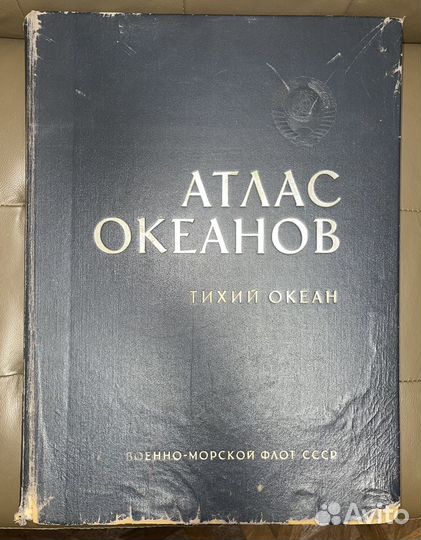 АТЛАС
ОКЕАНОВ
ТИХИЙ ОКЕАН
ВОЕННО-МОРСКОЙ ФЛОТ СССР
Avito